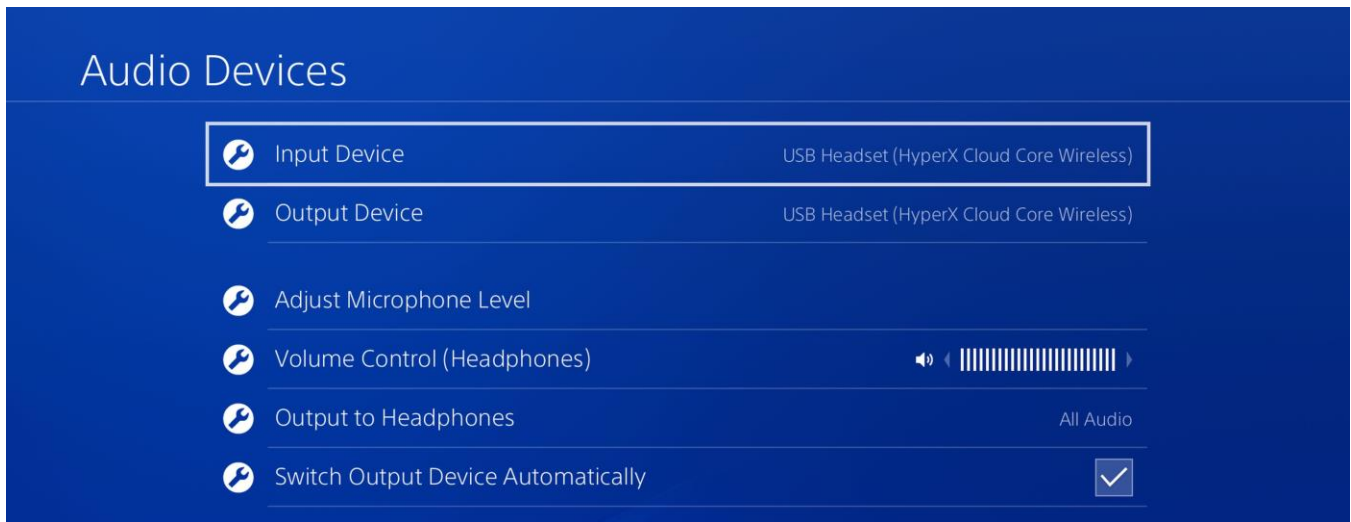 Audio Devices
Input Device USB Headset (HyperX Cloud Core Wireless)
Output Device USB Headset (HyperX Cloud Core Wireless)
Adjust Microphone Level
Volume Control (Headphones)
Output to Headphones All Audio
Switch Output Device Automatically